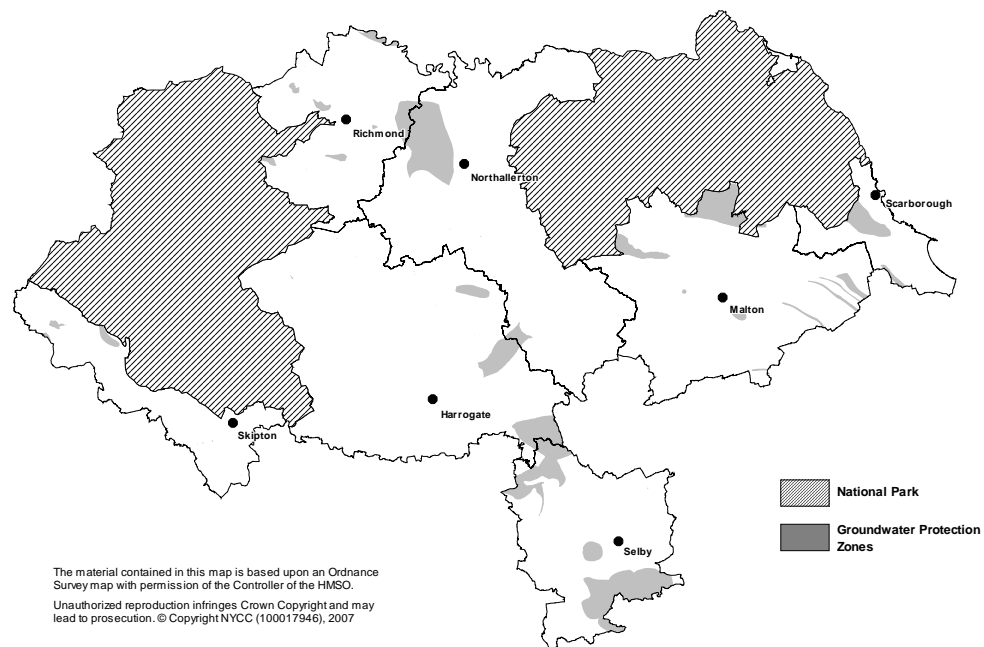 Richmond
Northallerton
Scarborough
Malton
Harrogate
Skipton
National Park
Groundwater Protection
Zones
Selby
The material contained in this map is based upon an Ordnance
Survey map with permission of the Controller of the HMSO.
Unauthorized reproduction infringes Crown Copyright and may
lead to prosecution. © Copyright NYCC (100017946), 2007